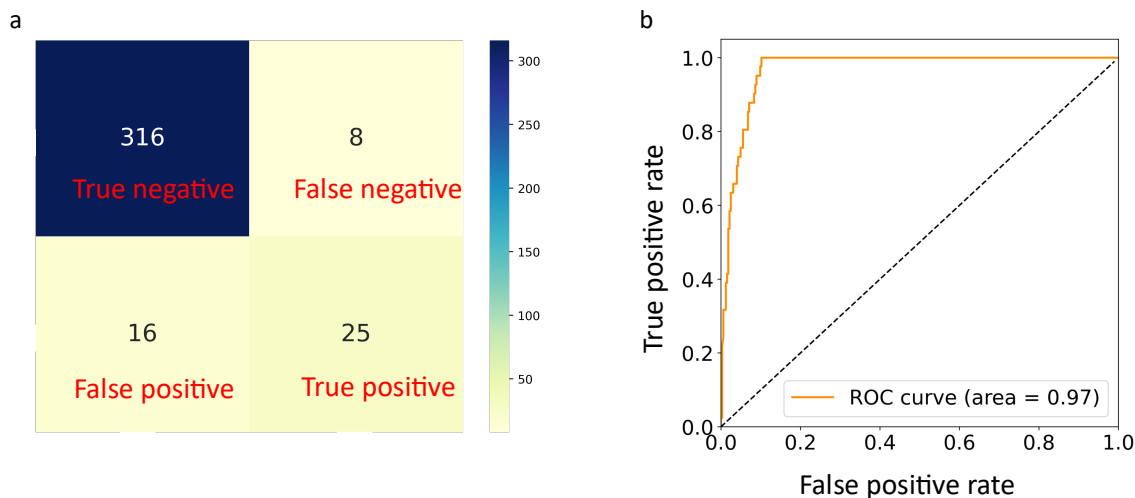 a
316
True negative
8
False negative
16
False positive
25
True positive
300
250
200
150
100
50
b
True positive rate
1.0
0.8
0.6
0.4
0.2
0.0
ROC curve (area = 0.97)
0.0 0.2 0.4 0.6 0.8 1.0
False positive rate